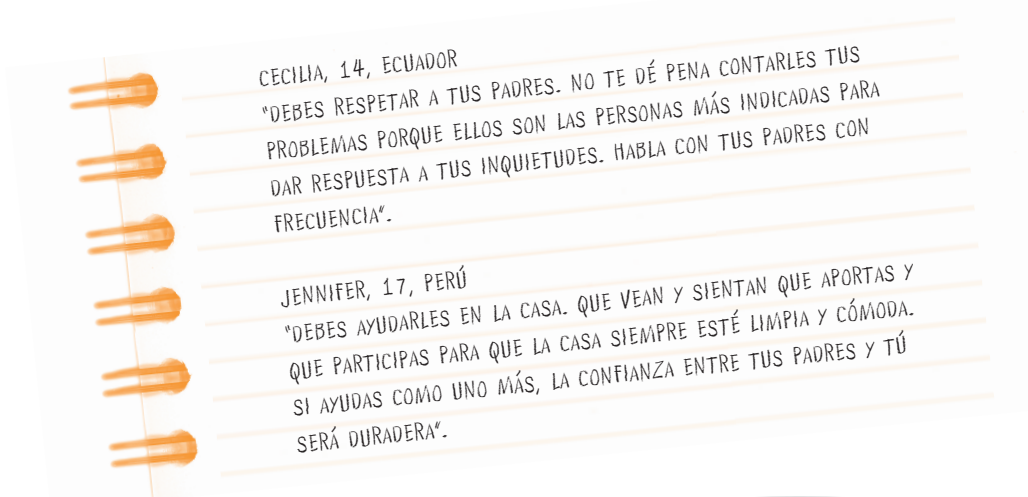 CECILIA, 14, ECUADOR
"DEBES RESPETAR A TUS PADRES. NO TE DÉ PENA CONTARLES TUS
PROBLEMAS PORQUE ELLOS SON LAS PERSONAS MÁS INDICADAS PARA
DAR RESPUESTA A TUS INQUIETUDES. HABLA CON TUS PADRES CON
FRECUENCIA".
JENNIFER, 17, PERÚ
"DEBES AYUDARLES EN LA CASA. QUE VEAN Y SIENTAN QUE APORTAS Y
QUE PARTICIPAS PARA QUE LA CASA SIEMPRE ESTÉ LIMPIA Y CÓMODA.
SI AYUDAS COMO UNO MÁS, LA CONFIANZA ENTRE TUS PADRES Y TÚ
SERÁ DURADERA".